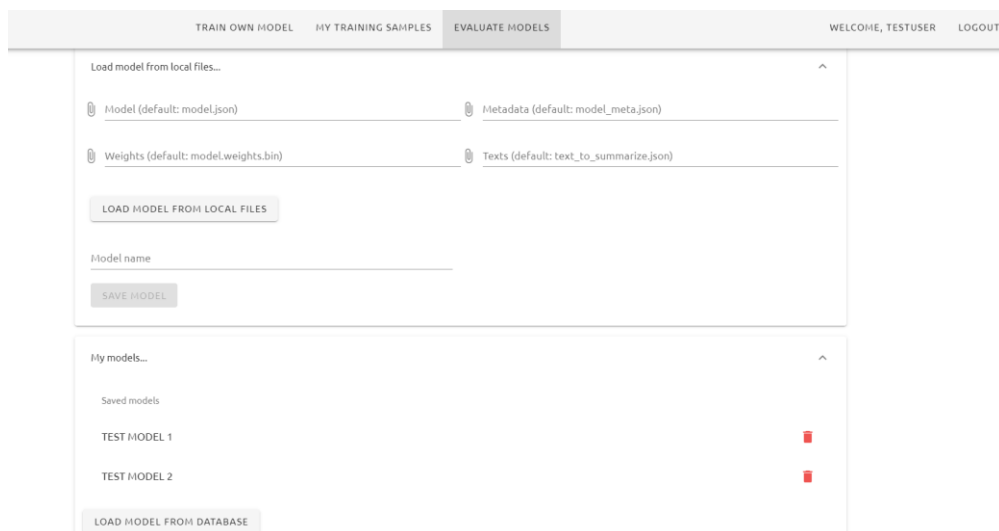 TRAIN OWN MODEL MY TRAINING SAMPLES EVALUATE MODELS WELCOME, TESTUSER LOGOUT
Load model from local files...
Model (default: model.json) Metadata (default: model_meta.json)
Weights (default: model.weights.bin) Texts (default: text_to_summarize.json)
LOAD MODEL FROM LOCAL FILES
Model name
SAVE MODEL
My models...
Saved models
TEST MODEL 1
TEST MODEL 2
LOAD MODEL FROM DATABASE